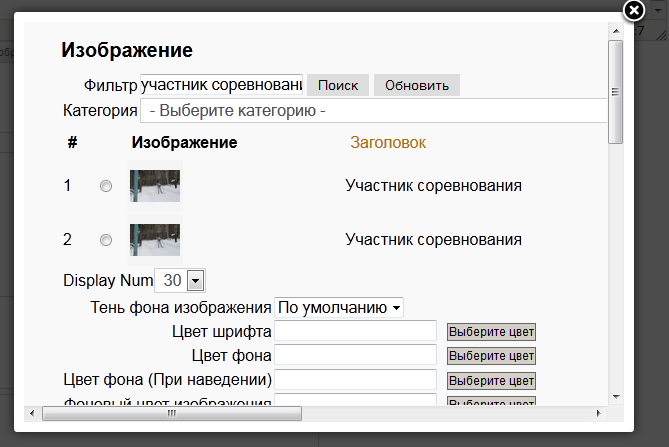 Изображение
Фильтр участник соревновани Поиск Обновить
Категория - Выберите категорию -
# Изображение Заголовок
1 Участник соревнования
2 Участник соревнования
Display Num 30
Тень фона изображения По умолчанию
Цвет шрифта Выберите цвет
Цвет фона Выберите цвет
Цвет фона (При наведении) Выберите цвет
Фоновый цвет изображения Выберите цвет